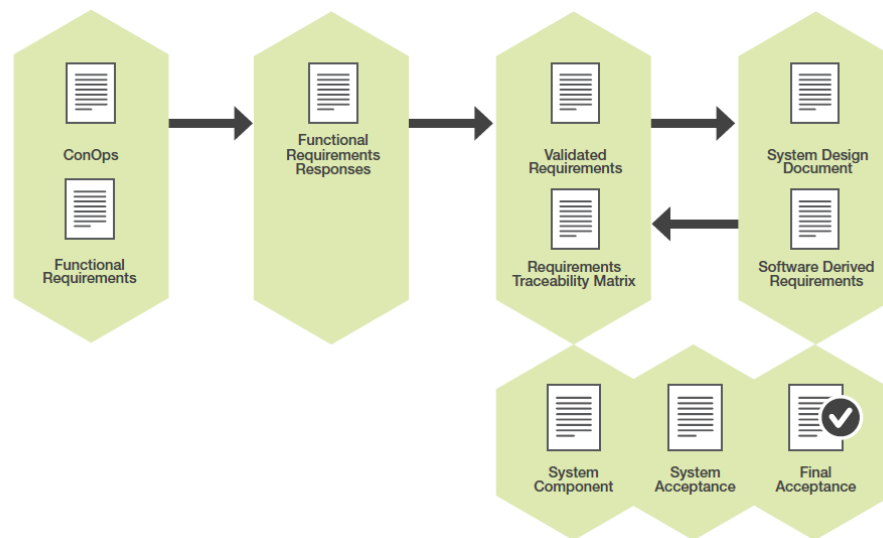 ConOps
Functional
Requirements
Functional
Requirements
Responses
Validated
Requirements
Requirements
Traceability Matrix
System Design
Document
Software Derived
Requirements
System
Component
System
Acceptance
Final
Acceptance